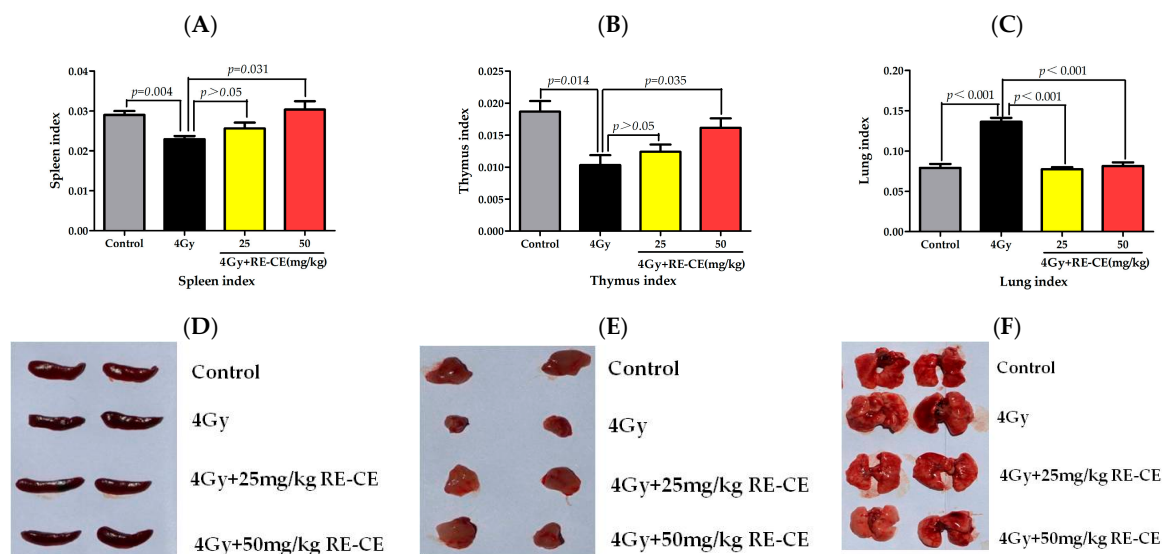 (A)
p=0.031
p=0.004
p>0.05
0.04
0.03
0.02
0.01
0.00
Spleen index
Control
4Gy
25
50
4Gy+RE-CE(mg/kg)
Spleen index
(B)
p=0.014
p=0.035
p>0.05
0.025
0.020
0.015
0.010
0.005
0.000
Thymus index
Control
4Gy
25
50
4Gy+RE-CE(mg/kg)
Thymus index
(C)
p< 0.001
p< 0.001
p< 0.001
0.20
0.15
0.10
0.05
0.00
Lung index
Control
4Gy
25
50
4Gy+RE-CE(mg/kg)
Lung index
(D)
Control
4Gy
4Gy+25mg/kg RE-CE
4Gy+50mg/kg RE-CE
(E)
Control
4Gy
4Gy+25mg/kg RE-CE
4Gy+50mg/kg RE-CE
(F)
Control
4Gy
4Gy+25mg/kg RE-CE
4Gy+50mg/kg RE-CE